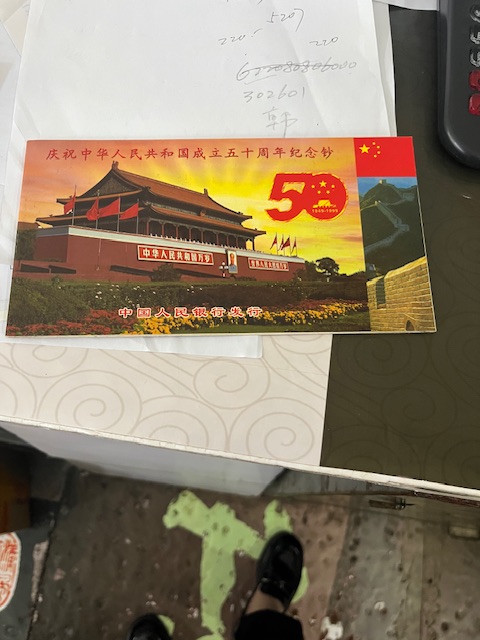 5207
220
220
302601
韩
庆祝中华人民共和国成立五十周年纪念钞
50
1949-1999
中华人民共和国万岁
世界人民大团结万岁
中国人民银行发行